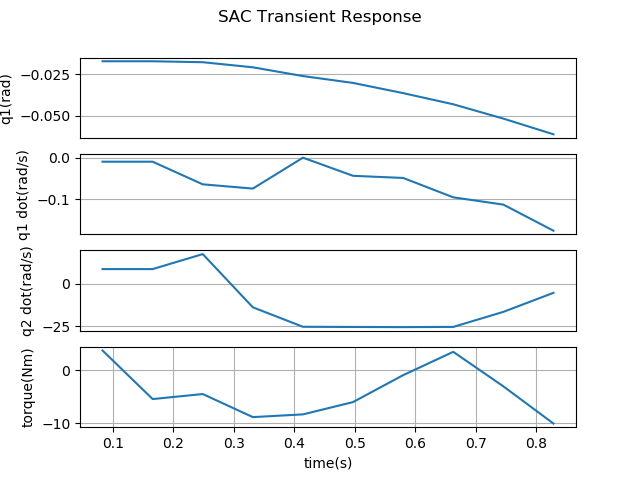 SAC Transient Response
q1(rad)
−0.025
−0.050
q1 dot(rad/s)
0.0
−0.1
q2 dot(rad/s)
0
−25
torque(Nm)
0
−10
0.1 0.2 0.3 0.4 0.5 0.6 0.7 0.8
time(s)